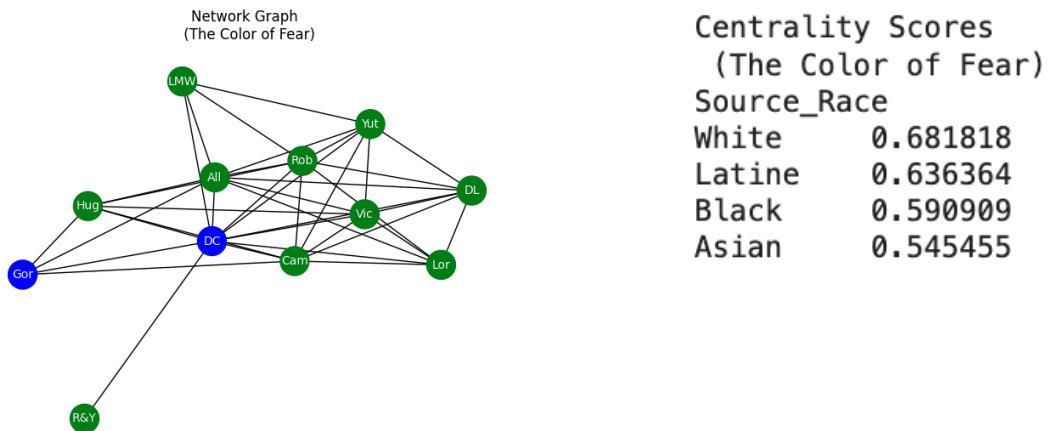 Network Graph
(The Color of Fear)
LMW
Yut
Rob
All
DL
Hug
Vic
DC
Cam
Lor
Gor
R&Y
Centrality Scores
(The Color of Fear)
Source_Race
White 0.681818
Latine 0.636364
Black 0.590909
Asian 0.545455